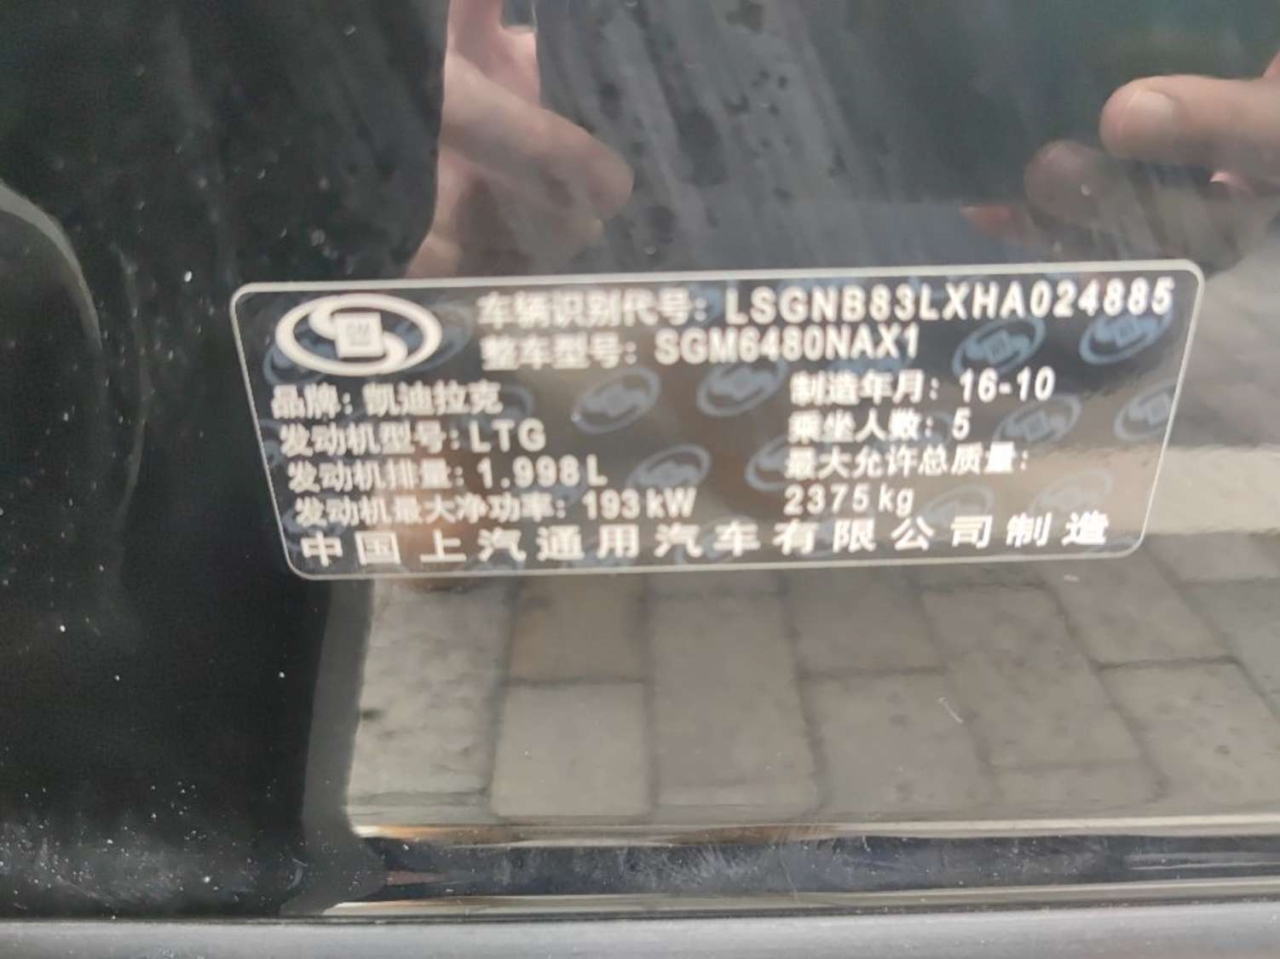 车辆识别代号: LSGNB83LXHA024885
整车型号: SGM6480NAX1
品牌: 凯迪拉克
制造年月: 16-10
发动机型号: LTG
乘坐人数: 5
发动机排量: 1.998L
最大允许总质量:
2375kg
发动机最大净功率: 193kW
中国上汽通用汽车有限公司制造